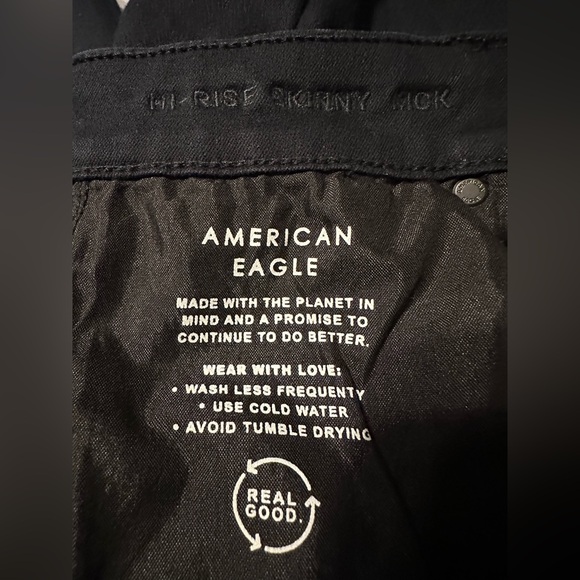 HI-RISE SKINNY KICK
AMERICAN
EAGLE
MADE WITH THE PLANET IN
MIND AND A PROMISE TO
CONTINUE TO DO BETTER.
WEAR WITH LOVE:
• WASH LESS FREQUENTY
• USE COLD WATER
• AVOID TUMBLE DRYING
REAL
GOOD.